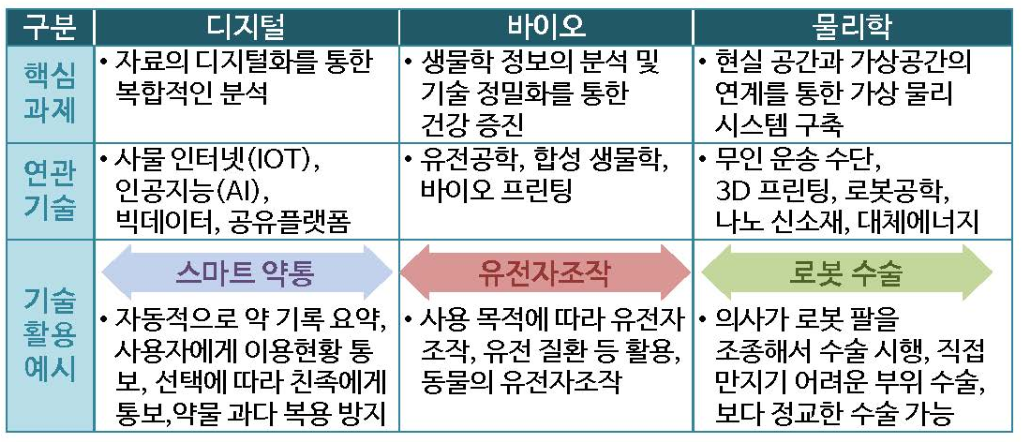 구분 디지털 바이오 물리학
핵심
과제
• 자료의 디지털화를 통한
복합적인 분석
• 생물학 정보의 분석 및
기술 정밀화를 통한
건강 증진
• 현실 공간과 가상공간의
연계를 통한 가상 물리
시스템 구축
연관
기술
• 사물 인터넷(IOT),
인공지능(AI),
빅데이터, 공유플랫폼
• 유전공학, 합성 생물학,
바이오 프린팅
• 무인 운송 수단,
3D 프린팅, 로봇공학,
나노 신소재, 대체에너지
기술
활용
예시
스마트 약통
• 자동적으로 약 기록 요약,
사용자에게 이용현황 통
보, 선택에 따라 친족에게
통보,약물 과다 복용 방지
유전자조작
• 사용 목적에 따라 유전자
조작, 유전 질환 등 활용,
동물의 유전자조작
로봇 수술
• 의사가 로봇 팔을
조종해서 수술 시행, 직접
만지기 어려운 부위 수술,
보다 정교한 수술 가능